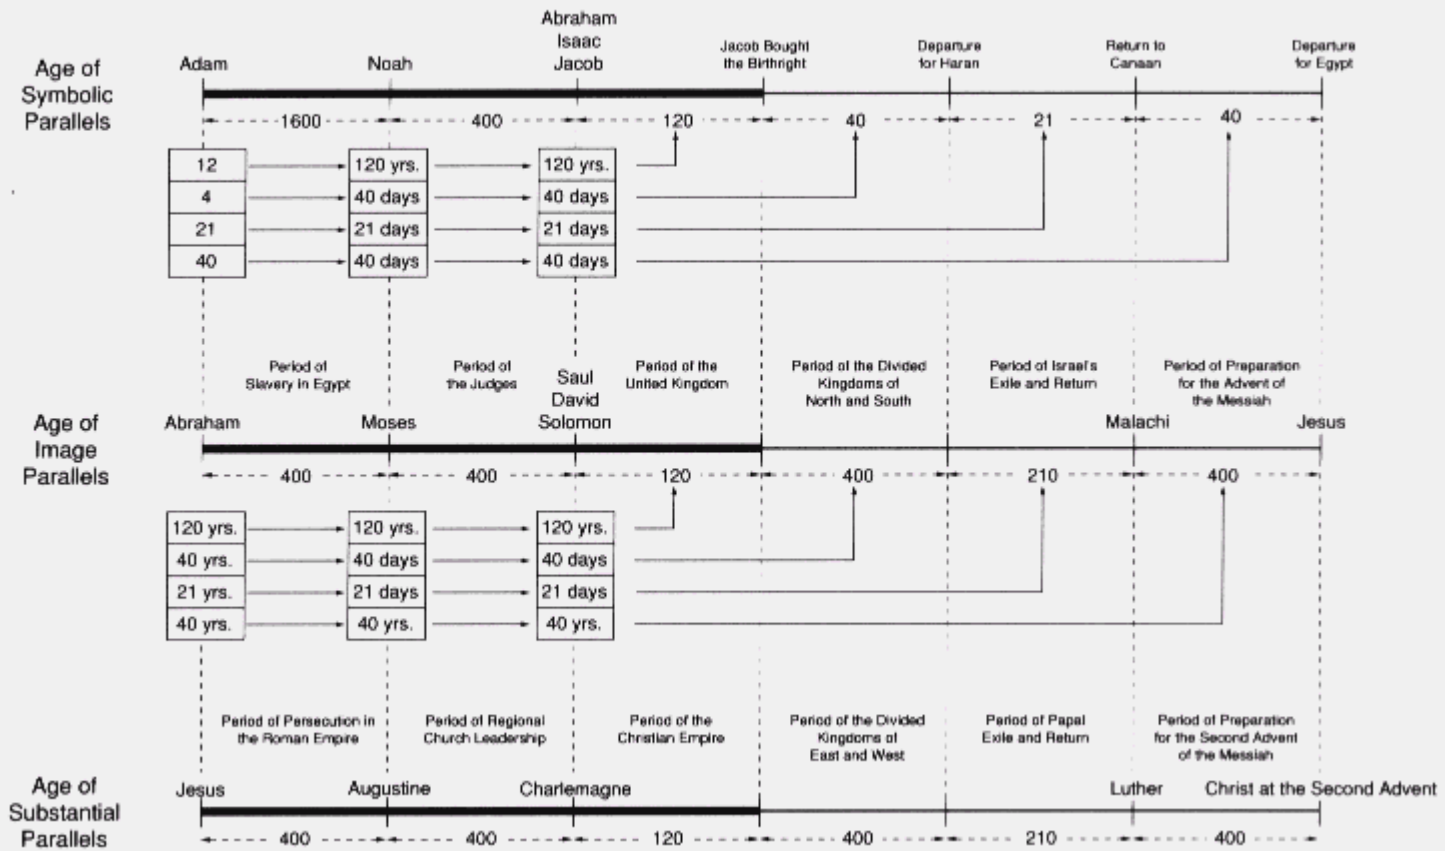 Abraham
Isaac
Jacob
Adam
Noah
Jacob Bought
the Birthright
Departure
for Haran
Return to
Canaan
Departure
for Egypt
Age of
Symbolic
Parallels
1600 400 120 40 21 40
12 120 yrs. 120 yrs.
4 40 days 40 days
21 21 days 21 days
40 40 days 40 days
Period of
Slavery in Egypt
Period of
the Judges
Period of the
United Kingdom
Period of the Divided
Kingdoms of
North and South
Period of Israel's
Exile and Return
Period of Preparation
for the Advent of
the Messiah
Age of
Image
Parallels
Abraham
Moses
Saul
David
Solomon
Malachi
Jesus
400 400 120 400 210 400
120 yrs. 120 yrs. 120 yrs.
40 yrs. 40 days 40 days
21 yrs. 21 days 21 days
40 yrs. 40 yrs. 40 yrs.
Period of Persecution in
the Roman Empire
Period of Regional
Church Leadership
Period of the
Christian Empire
Period of the Divided
Kingdoms of
East and West
Period of Papal
Exile and Return
Period of Preparation
for the Second Advent
of the Messiah
Age of
Substantial
Parallels
Jesus
Augustine
Charlemagne
Luther
Christ at the Second Advent
400 400 120 400 210 400